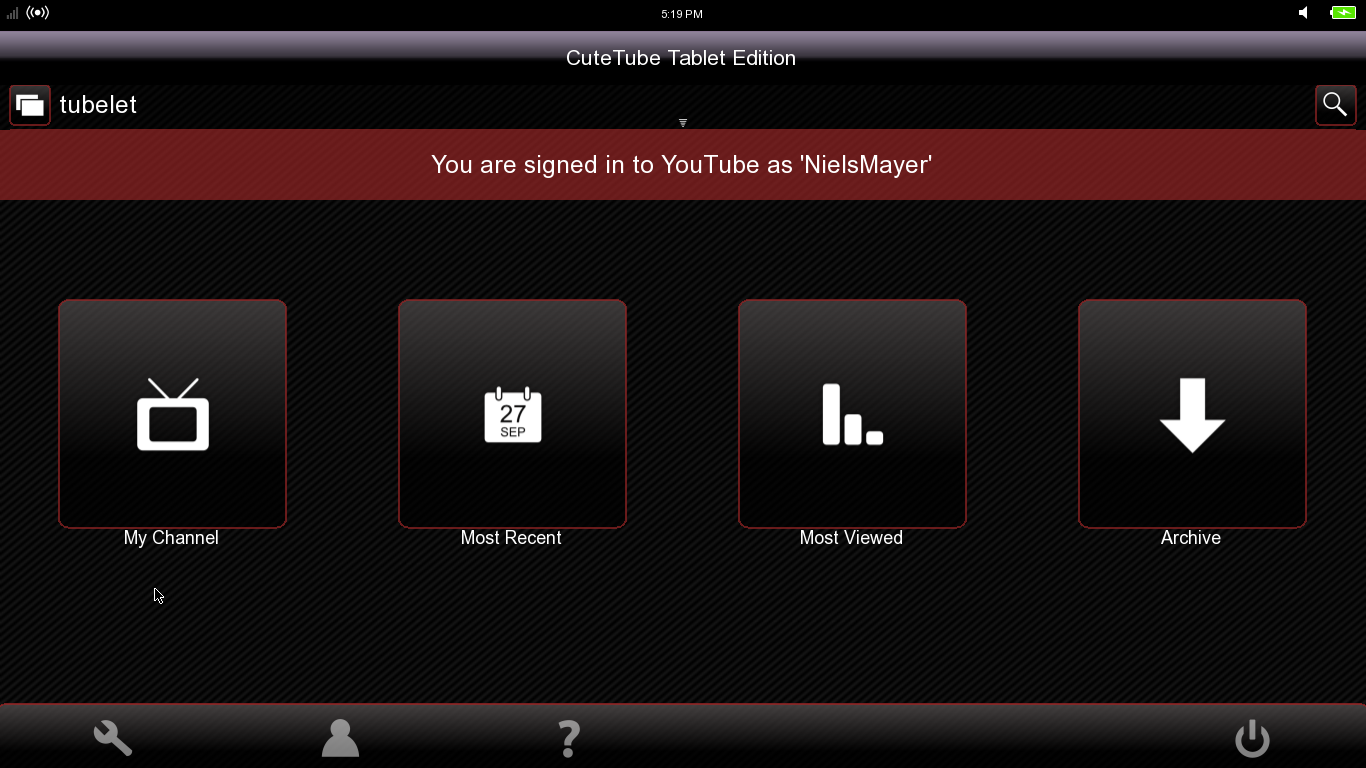 5:19 PM
CuteTube Tablet Edition
tubelet
You are signed in to YouTube as 'NielsMayer'
27
SEP
My Channel
Most Recent
Most Viewed
Archive
?